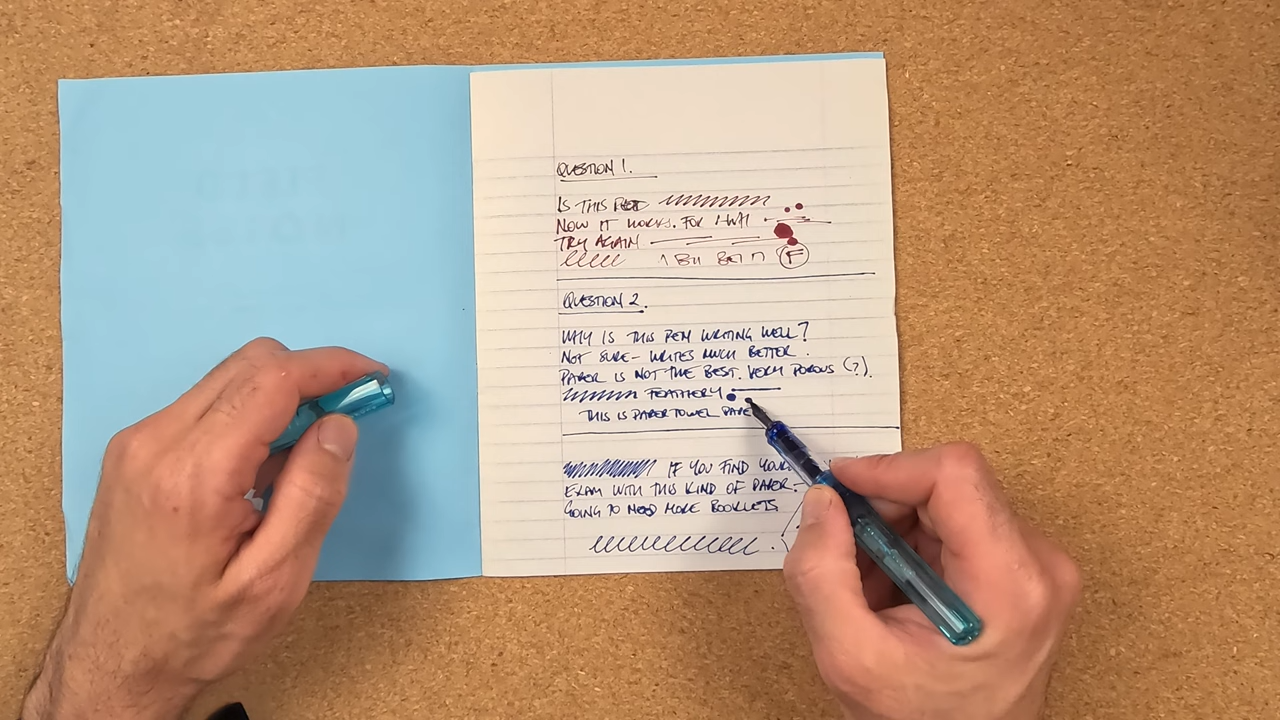 QUESTION 1.
IS THIS
NOW IT WORKS. FOR
TRY AGAIN
F
QUESTION 2.
WHY IS THIS PEN WRITING WELL?
NOT SURE - WRITES MUCH BETTER.
PAPER IS NOT THE BEST. VERY POROUS (?).
FEATHERY
THIS IS PAPER TOWEL
IF YOU FIND
EXAM WITH THIS KIND OF PAPER-
GOING TO NEED MORE BOOKLETS